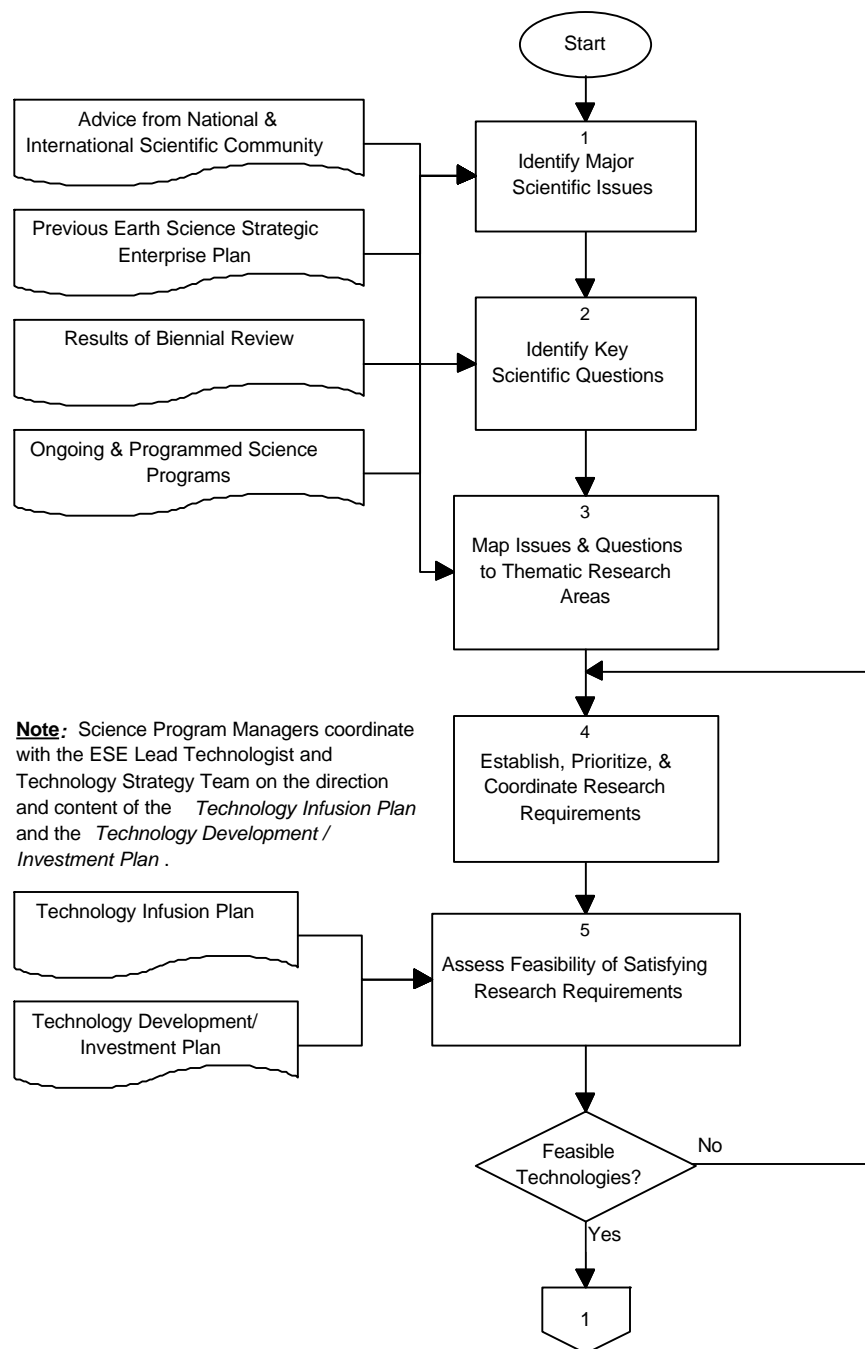 Start
Advice from National &
International Scientific Community
1
Identify Major
Scientific Issues
Previous Earth Science Strategic
Enterprise Plan
2
Identify Key
Scientific Questions
Results of Biennial Review
Ongoing & Programmed Science
Programs
3
Map Issues & Questions
to Thematic Research
Areas
Note: Science Program Managers coordinate
with the ESE Lead Technologist and
Technology Strategy Team on the direction
and content of the Technology Infusion Plan
and the Technology Development /
Investment Plan .
4
Establish, Prioritize, &
Coordinate Research
Requirements
Technology Infusion Plan
Technology Development/
Investment Plan
5
Assess Feasibility of Satisfying
Research Requirements
Feasible
Technologies?
No
Yes
1